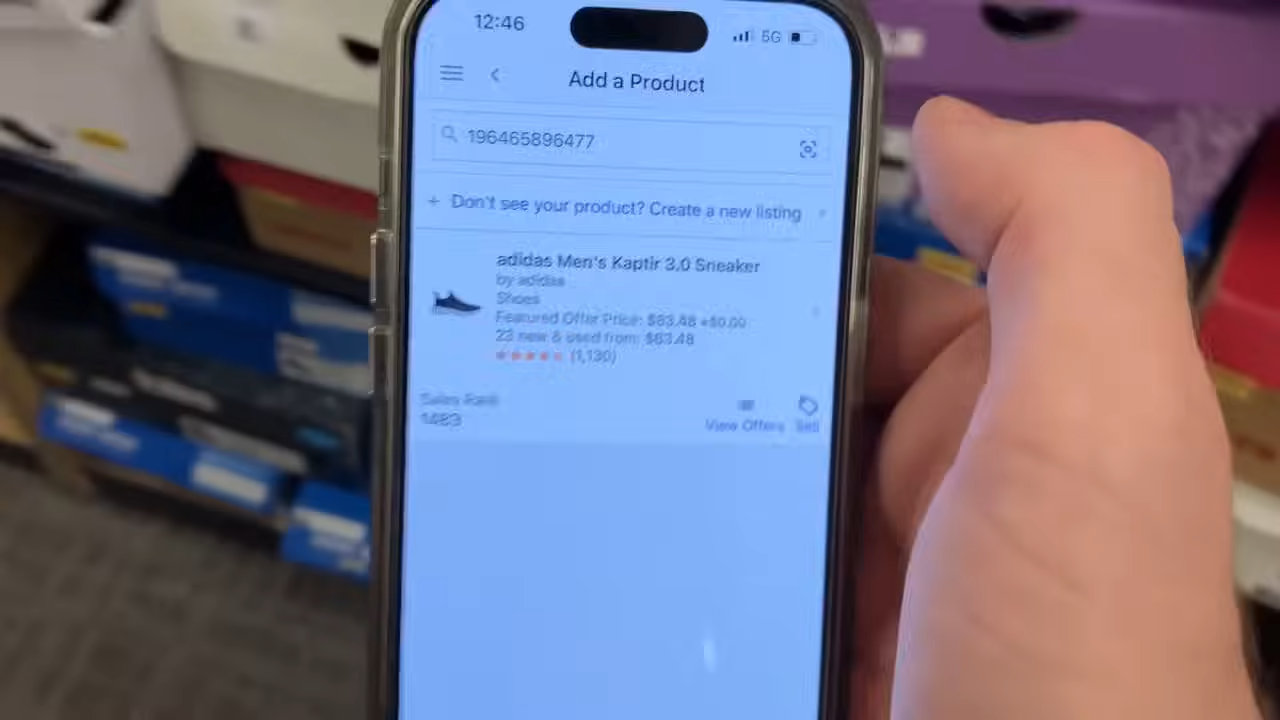 12:46
5G
Add a Product
196465896477
+ Don't see your product? Create a new listing
adidas Men's Kaptir 3.0 Sneaker
by adidas
Shoes
Featured Offer Price: $63.48 +$0.00
23 new & used from: $63.48
(1,130)
Sales Rank
1483
View Offers
Sell